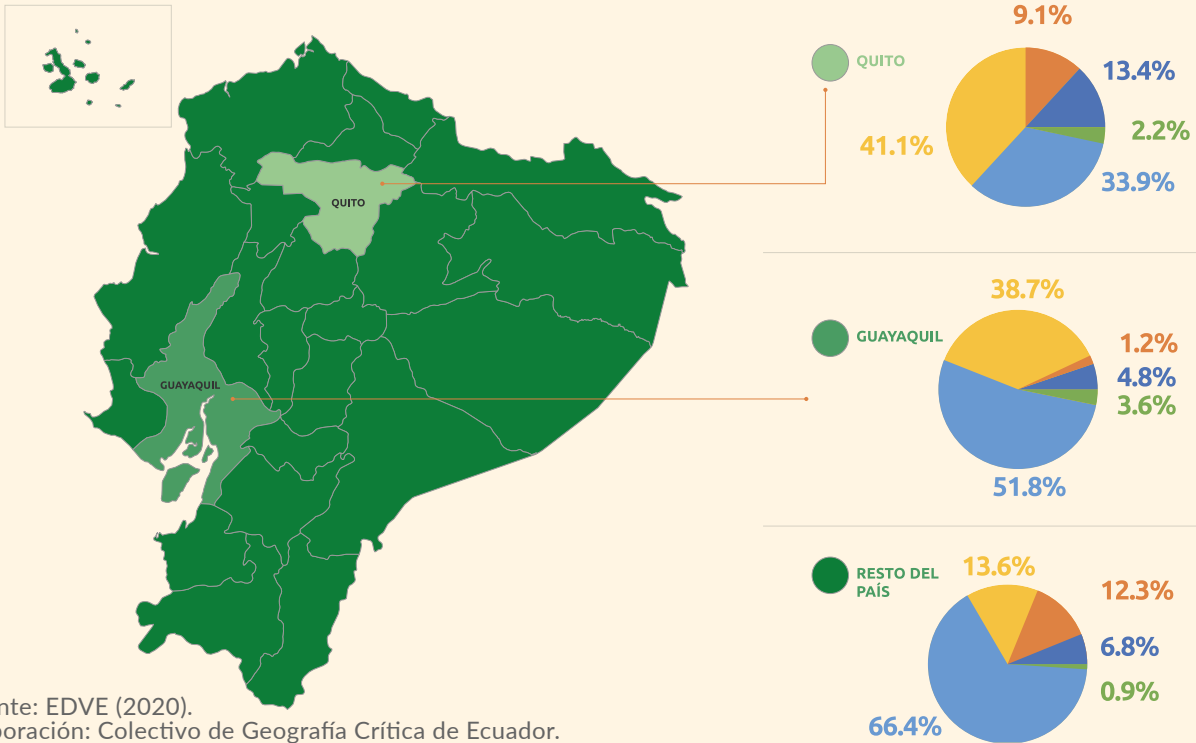 9.1%
QUITO
13.4%
2.2%
41.1%
33.9%
QUITO
38.7%
GUAYAQUIL
1.2%
4.8%
3.6%
GUAYAQUIL
51.8%
13.6%
RESTO DEL
PAÍS
12.3%
6.8%
0.9%
66.4%
nte: EDVE (2020).
poración: Colectivo de Geografía Crítica de Ecuador.